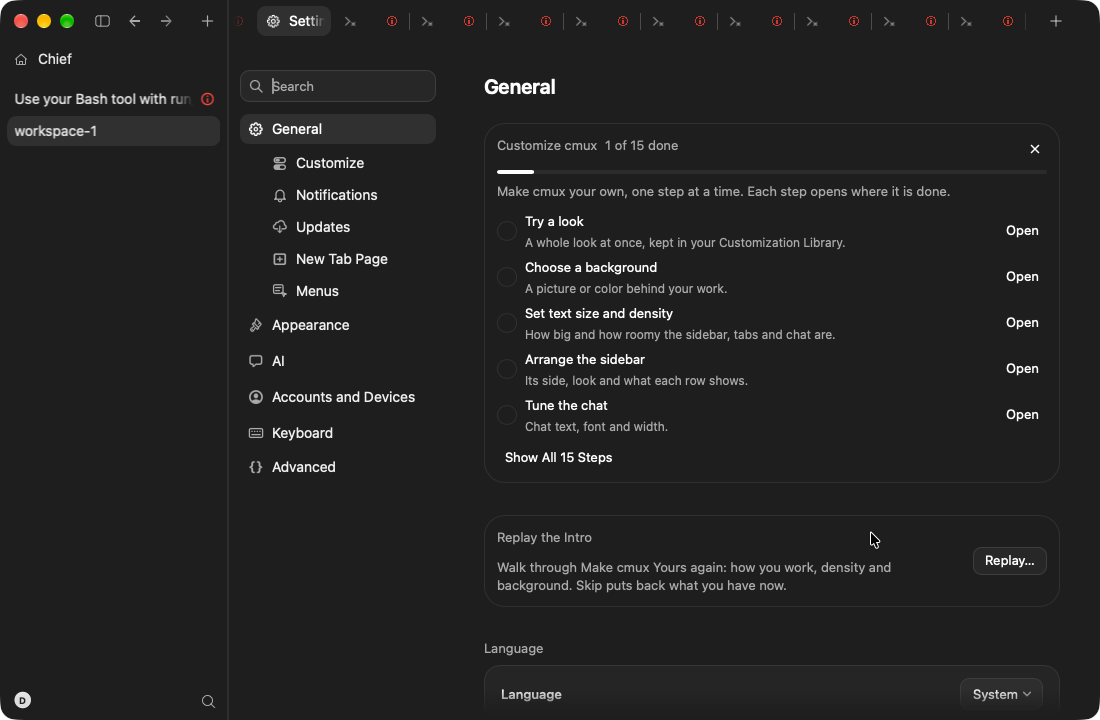 Settin
Chief
Use your Bash tool with run
workspace-1
Search
General
Customize
Notifications
Updates
New Tab Page
Menus
Appearance
AI
Accounts and Devices
Keyboard
Advanced
General
Customize cmux 1 of 15 done
Make cmux your own, one step at a time. Each step opens where it is done.
Try a look
A whole look at once, kept in your Customization Library.
Open
Choose a background
A picture or color behind your work.
Open
Set text size and density
How big and how roomy the sidebar, tabs and chat are.
Open
Arrange the sidebar
Its side, look and what each row shows.
Open
Tune the chat
Chat text, font and width.
Open
Show All 15 Steps
Replay the Intro
Walk through Make cmux Yours again: how you work, density and
background. Skip puts back what you have now.
Replay...
Language
Language
System
D